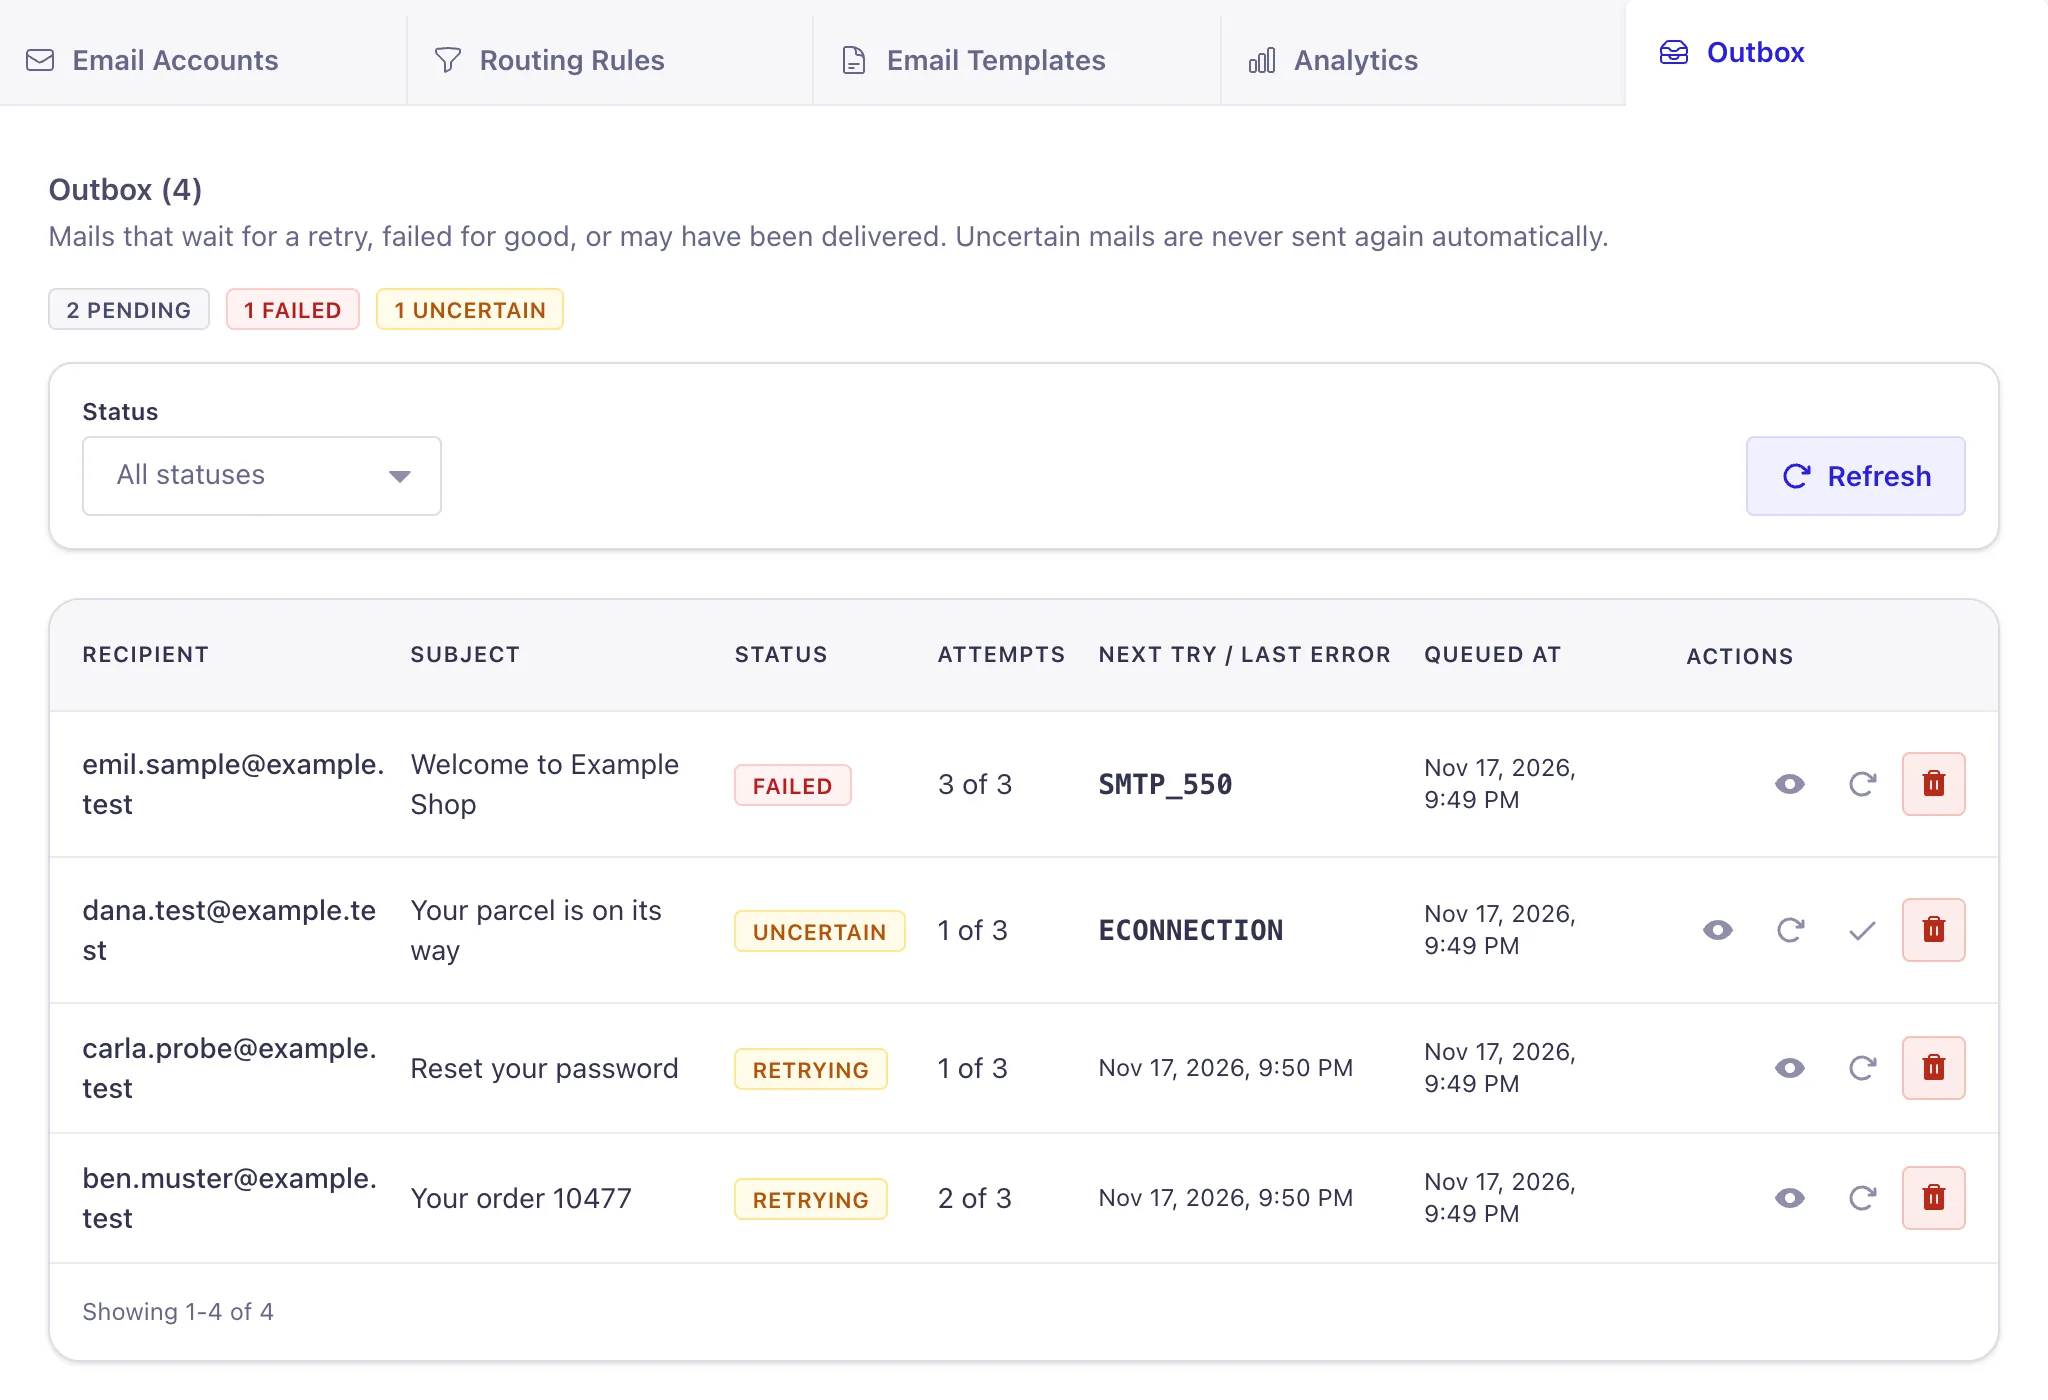 Email Accounts
Routing Rules
Email Templates
Analytics
Outbox
Outbox (4)
Mails that wait for a retry, failed for good, or may have been delivered. Uncertain mails are never sent again automatically.
2 PENDING
1 FAILED
1 UNCERTAIN
Status
All statuses
Refresh
RECIPIENT SUBJECT STATUS ATTEMPTS NEXT TRY / LAST ERROR QUEUED AT ACTIONS
emil.sample@example.
test
Welcome to Example
Shop
FAILED
3 of 3
SMTP_550
Nov 17, 2026,
9:49 PM
dana.test@example.te
st
Your parcel is on its
way
UNCERTAIN
1 of 3
ECONNECTION
Nov 17, 2026,
9:49 PM
carla.probe@example.
test
Reset your password
RETRYING
1 of 3
Nov 17, 2026, 9:50 PM
Nov 17, 2026,
9:49 PM
ben.muster@example.
test
Your order 10477
RETRYING
2 of 3
Nov 17, 2026, 9:50 PM
Nov 17, 2026,
9:49 PM
Showing 1-4 of 4